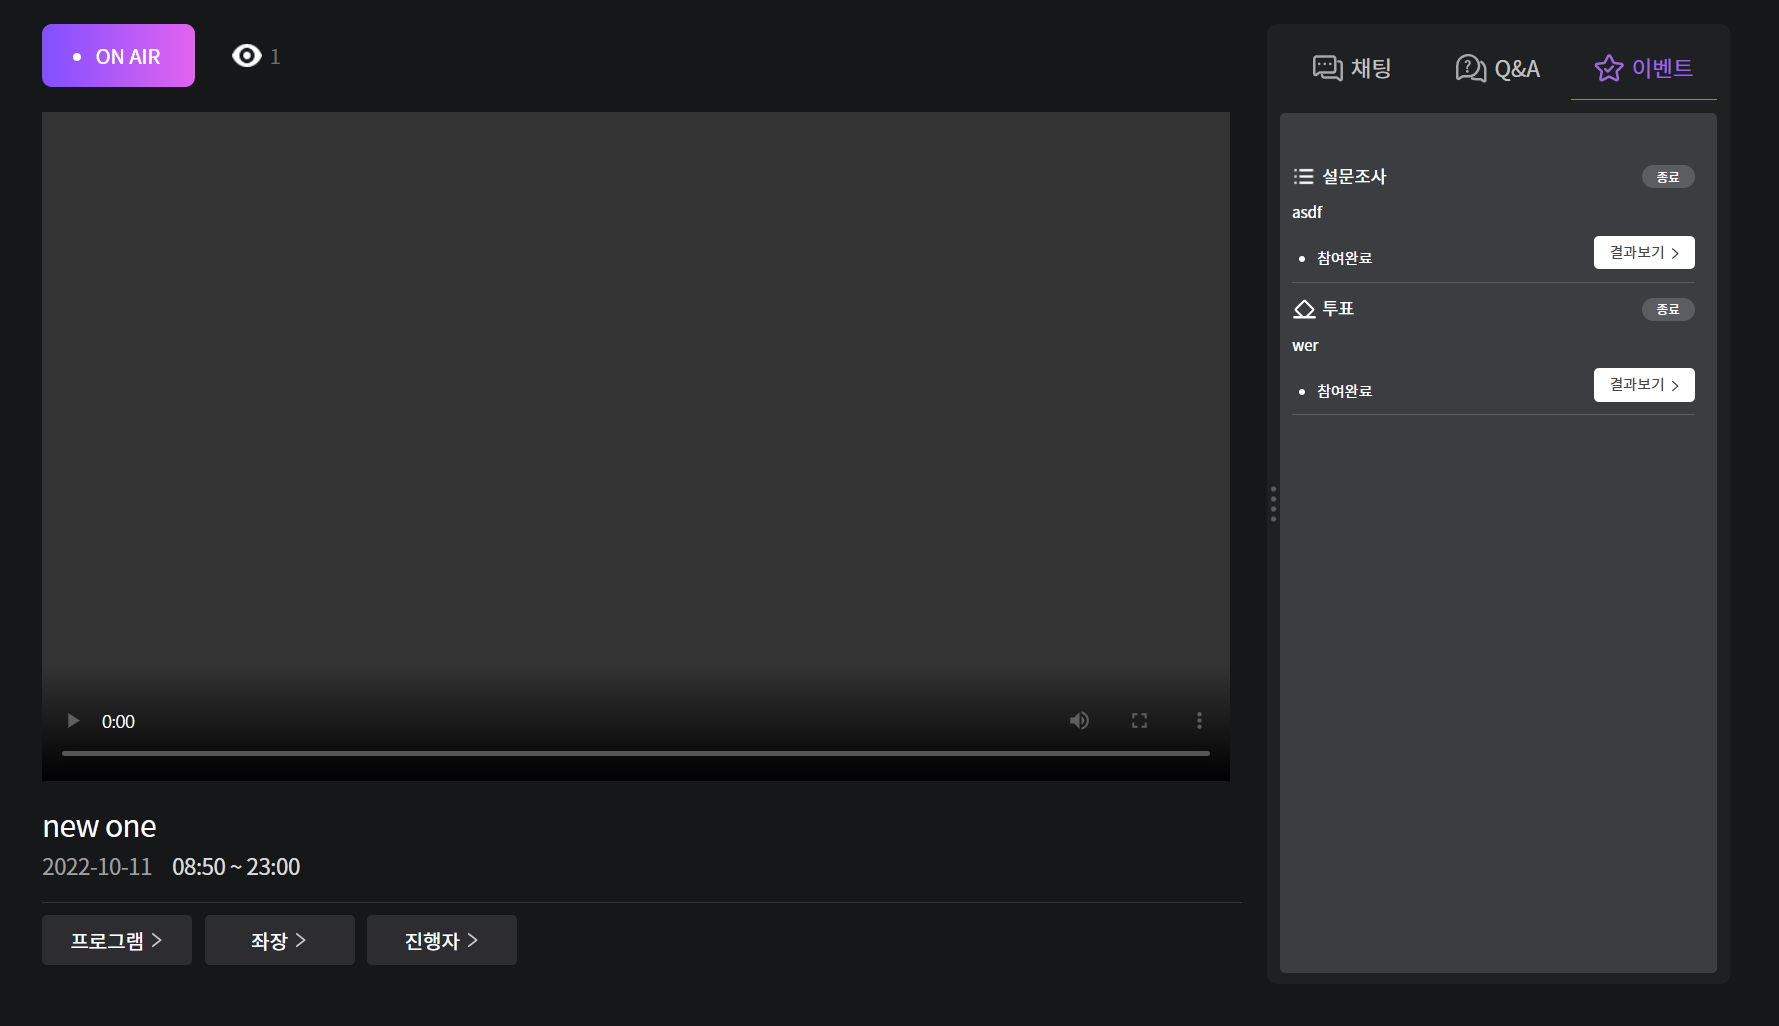 ON AIR
1
0:00
new one
2022-10-11 08:50 ~ 23:00
프로그램
좌장
진행자
채팅
Q&A
이벤트
설문조사
종료
asdf
참여완료
결과보기
투표
종료
wer
참여완료
결과보기